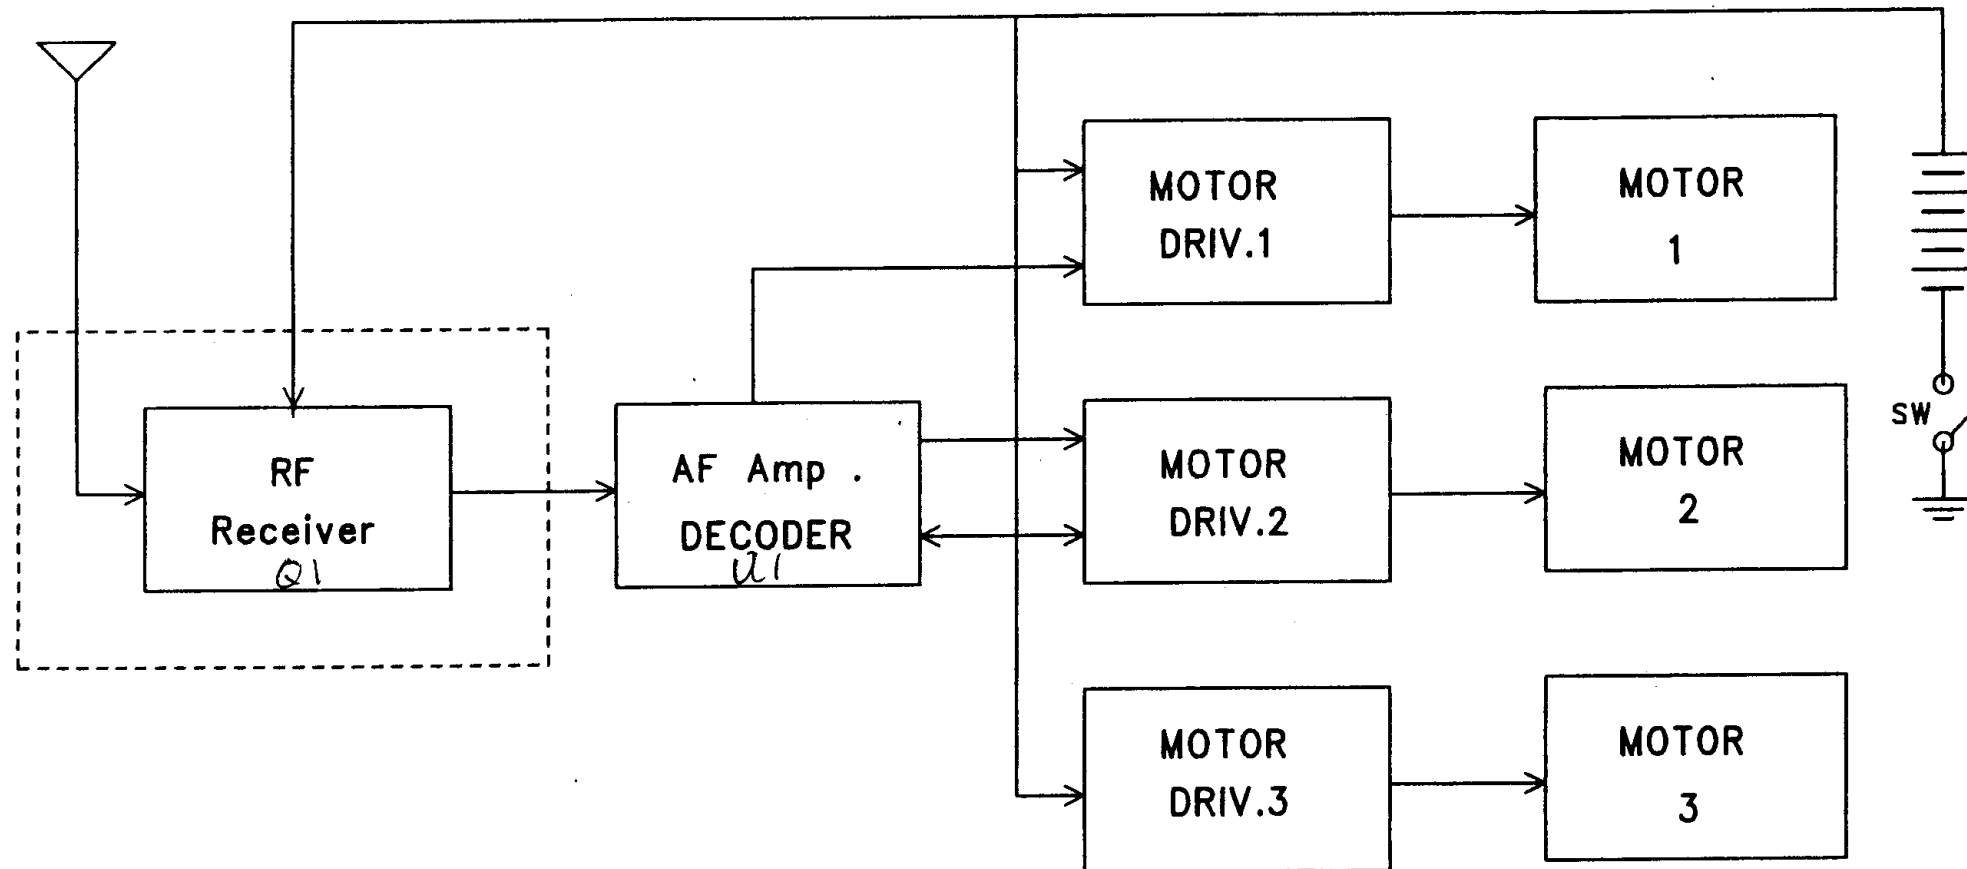 MOTOR
DRIV.1
MOTOR
1
RF
Receiver
Q1
AF Amp .
DECODER
U1
MOTOR
DRIV.2
MOTOR
2
SW
MOTOR
DRIV.3
MOTOR
3